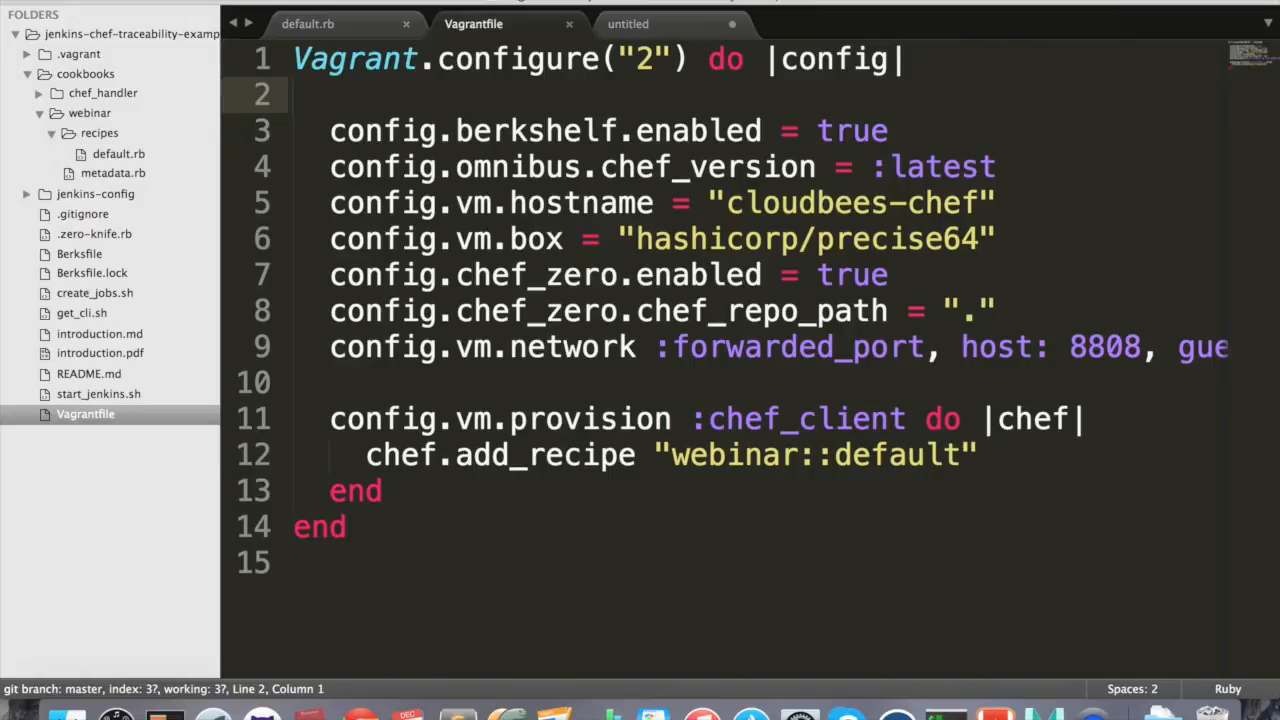 FOLDERS
jenkins-chef-traceability-examp
.vagrant
cookbooks
chef_handler
webinar
recipes
default.rb
metadata.rb
jenkins-config
.gitignore
.zero-knife.rb
Berksfile
Berksfile.lock
create_jobs.sh
get_cli.sh
introduction.md
introduction.pdf
README.md
start_jenkins.sh
Vagrantfile
default.rb
Vagrantfile
untitled
1 Vagrant.configure("2") do |config|
2
3 config.berkshelf.enabled = true
4 config.omnibus.chef_version = :latest
5 config.vm.hostname = "cloudbees-chef"
6 config.vm.box = "hashicorp/precise64"
7 config.chef_zero.enabled = true
8 config.chef_zero.chef_repo_path = "."
9 config.vm.network :forwarded_port, host: 8808, gue
10
11 config.vm.provision :chef_client do |chef|
12 chef.add_recipe "webinar::default"
13 end
14 end
15
git branch: master, index: 3?, working: 3?, Line 2, Column 1
Spaces: 2
Ruby
DEC